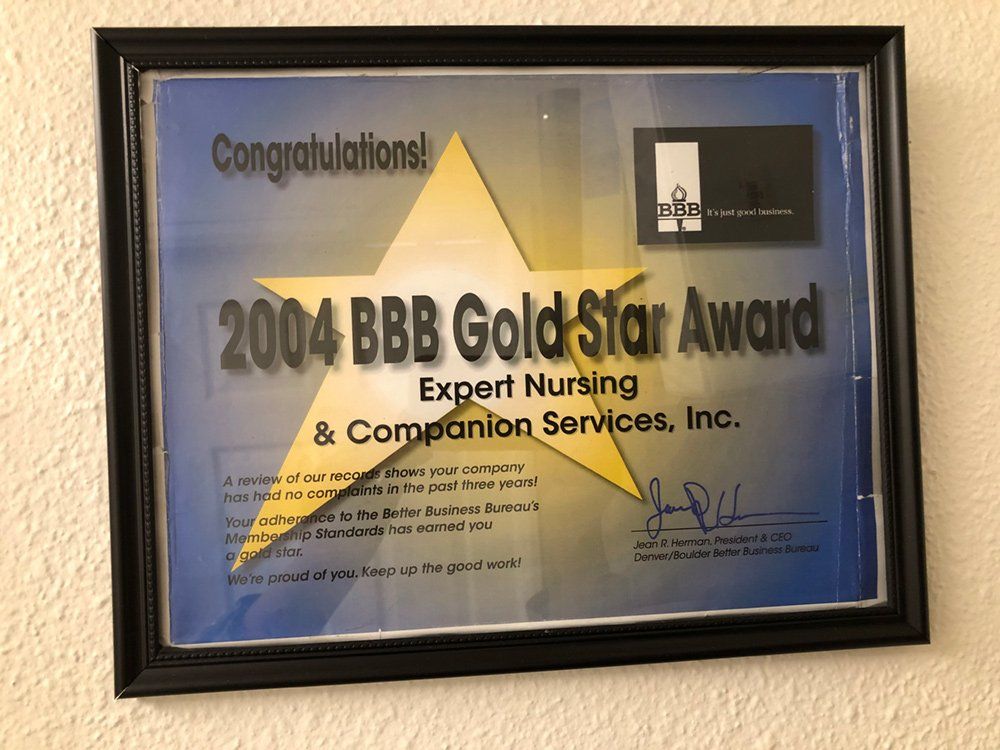 Congratulations!
BBB
It's just good business.
2004 BBB Gold Star Award
Expert Nursing
& Companion Services, Inc.
A review of our records shows your company
has had no complaints in the past three years!
Your adherance to the Better Business Bureau's
Membership Standards has earned you
a gold star.
We're proud of you. Keep up the good work!
Jean R. Herman, President & CEO
Denver/Boulder Better Business Bureau